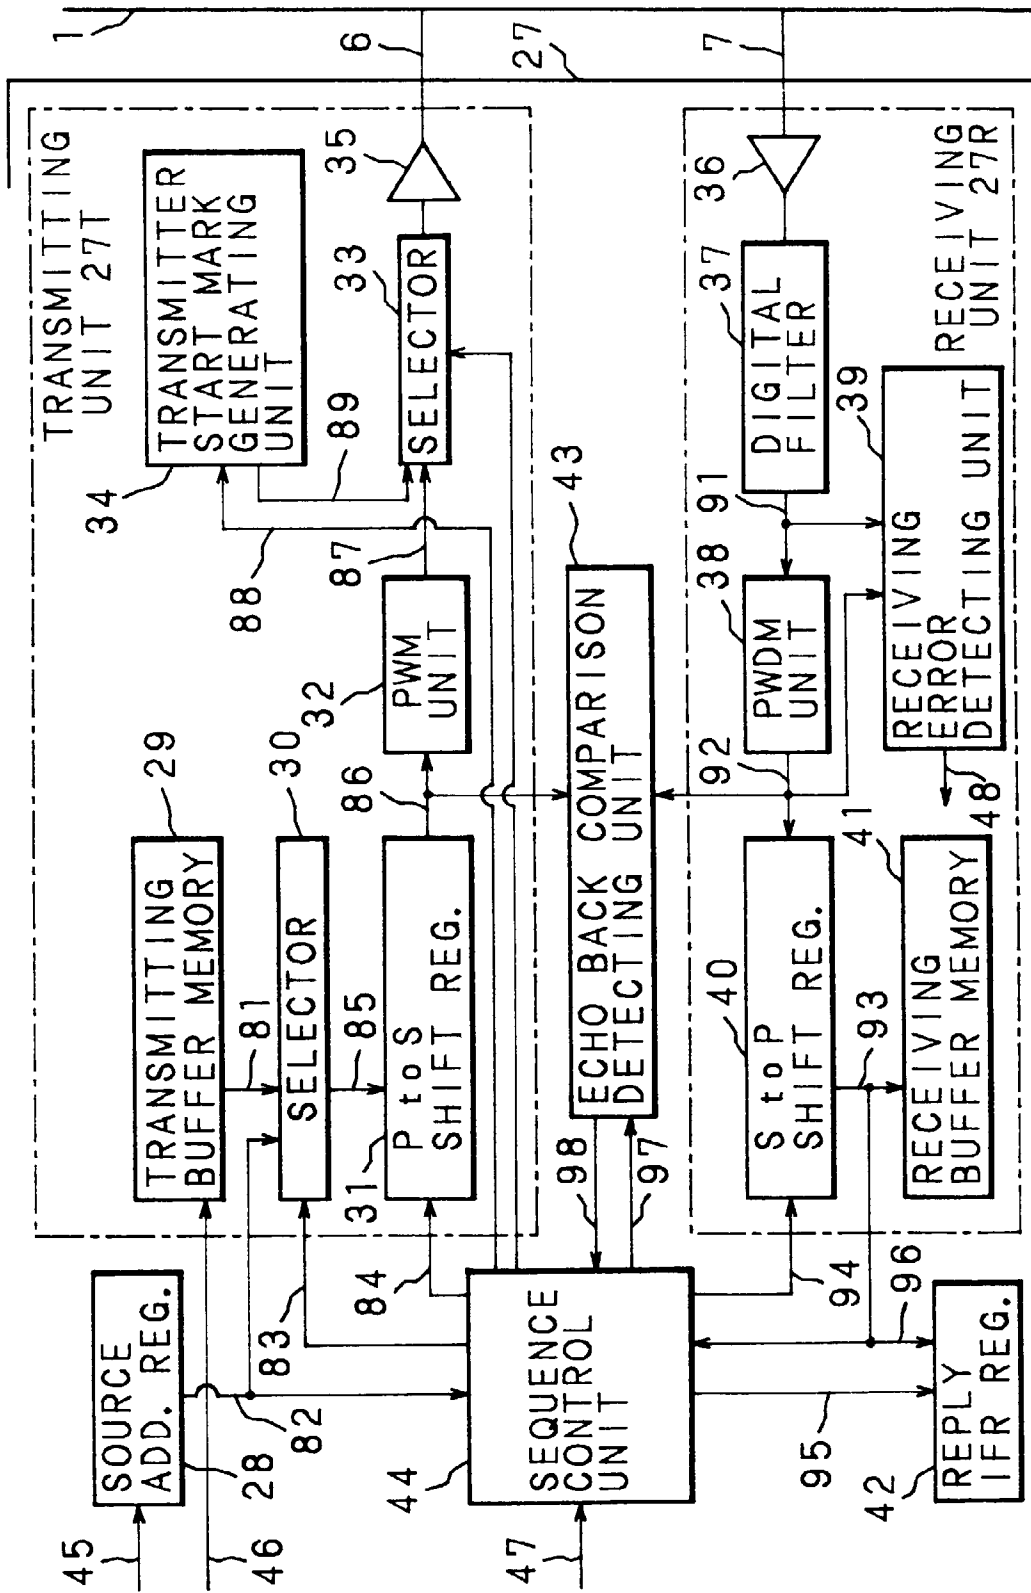 1
6
7
27
TRANSMITTING
UNIT 27T
TRANSMITTER
START MARK
GENERATING
UNIT
34
35
33
SELECTOR
89
88
87
PWM
UNIT
32
29
TRANSMITTING
BUFFER MEMORY
81
30
SELECTOR
85
86
P to S
SHIFT REG.
31
84
83
SOURCE
ADD. REG.
28
82
45
46
43
ECHO BACK COMPARISON
DETECTING UNIT
98
97
SEQUENCE
CONTROL
UNIT
44
47
RECEIVING
UNIT 27R
36
37
DIGITAL
FILTER
91
38
PWDM
UNIT
92
39
RECEIVING
ERROR
DETECTING UNIT
48
40
S to P
SHIFT REG.
93
41
RECEIVING
BUFFER MEMORY
94
96
95
REPLY
IFR REG.
42